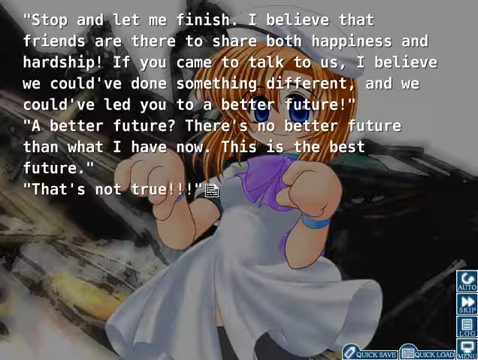 "Stop and let me finish. I believe that
friends are there to share both happiness and
hardship! If you came to talk to us, I believe
we could've done something different, and we
could've led you to a better future!"
"A better future? There's no better future
than what I have now. This is the best
future."
"That's not true!!!"
AUTO
SKIP
LOG
MENU
QUICK SAVE
QUICK LOAD